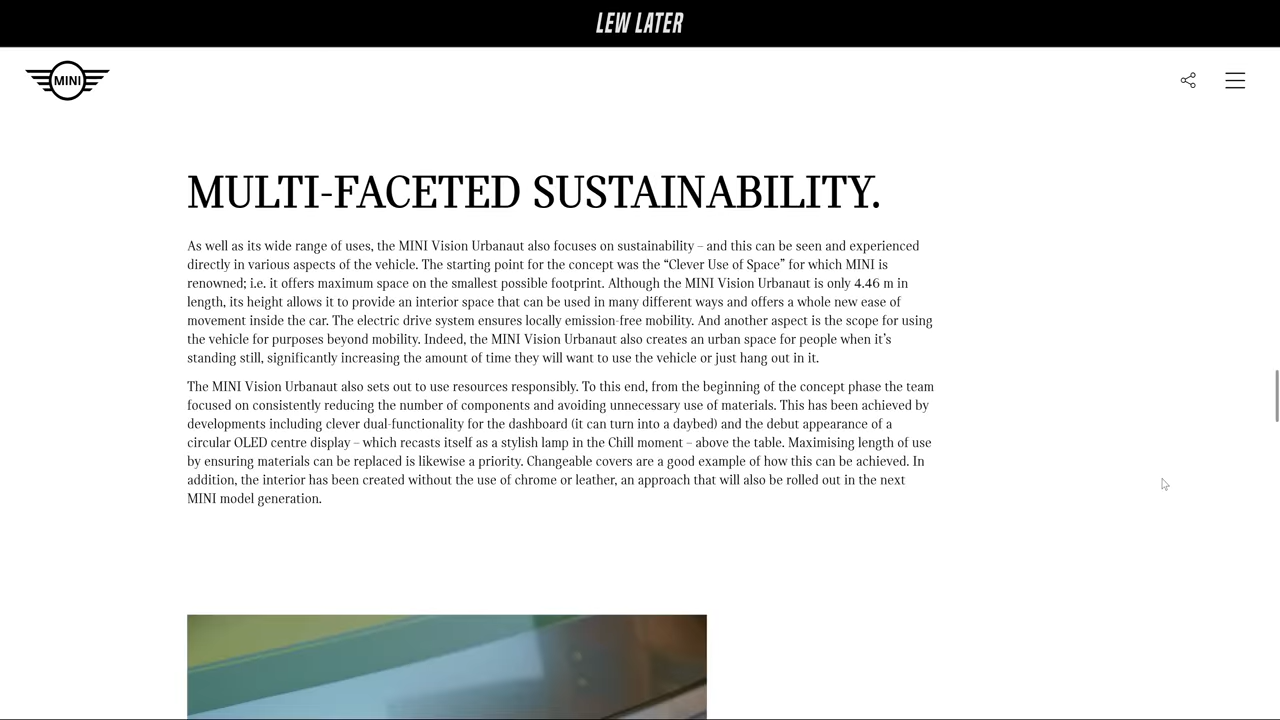 LEW LATER
MINI
MULTI-FACETED SUSTAINABILITY.
As well as its wide range of uses, the MINI Vision Urbanaut also focuses on sustainability – and this can be seen and experienced
directly in various aspects of the vehicle. The starting point for the concept was the “Clever Use of Space” for which MINI is
renowned; i.e. it offers maximum space on the smallest possible footprint. Although the MINI Vision Urbanaut is only 4.46 m in
length, its height allows it to provide an interior space that can be used in many different ways and offers a whole new ease of
movement inside the car. The electric drive system ensures locally emission-free mobility. And another aspect is the scope for using
the vehicle for purposes beyond mobility. Indeed, the MINI Vision Urbanaut also creates an urban space for people when it’s
standing still, significantly increasing the amount of time they will want to use the vehicle or just hang out in it.
The MINI Vision Urbanaut also sets out to use resources responsibly. To this end, from the beginning of the concept phase the team
focused on consistently reducing the number of components and avoiding unnecessary use of materials. This has been achieved by
developments including clever dual-functionality for the dashboard (it can turn into a daybed) and the debut appearance of a
circular OLED centre display – which recasts itself as a stylish lamp in the Chill moment – above the table. Maximising length of use
by ensuring materials can be replaced is likewise a priority. Changeable covers are a good example of how this can be achieved. In
addition, the interior has been created without the use of chrome or leather, an approach that will also be rolled out in the next
MINI model generation.